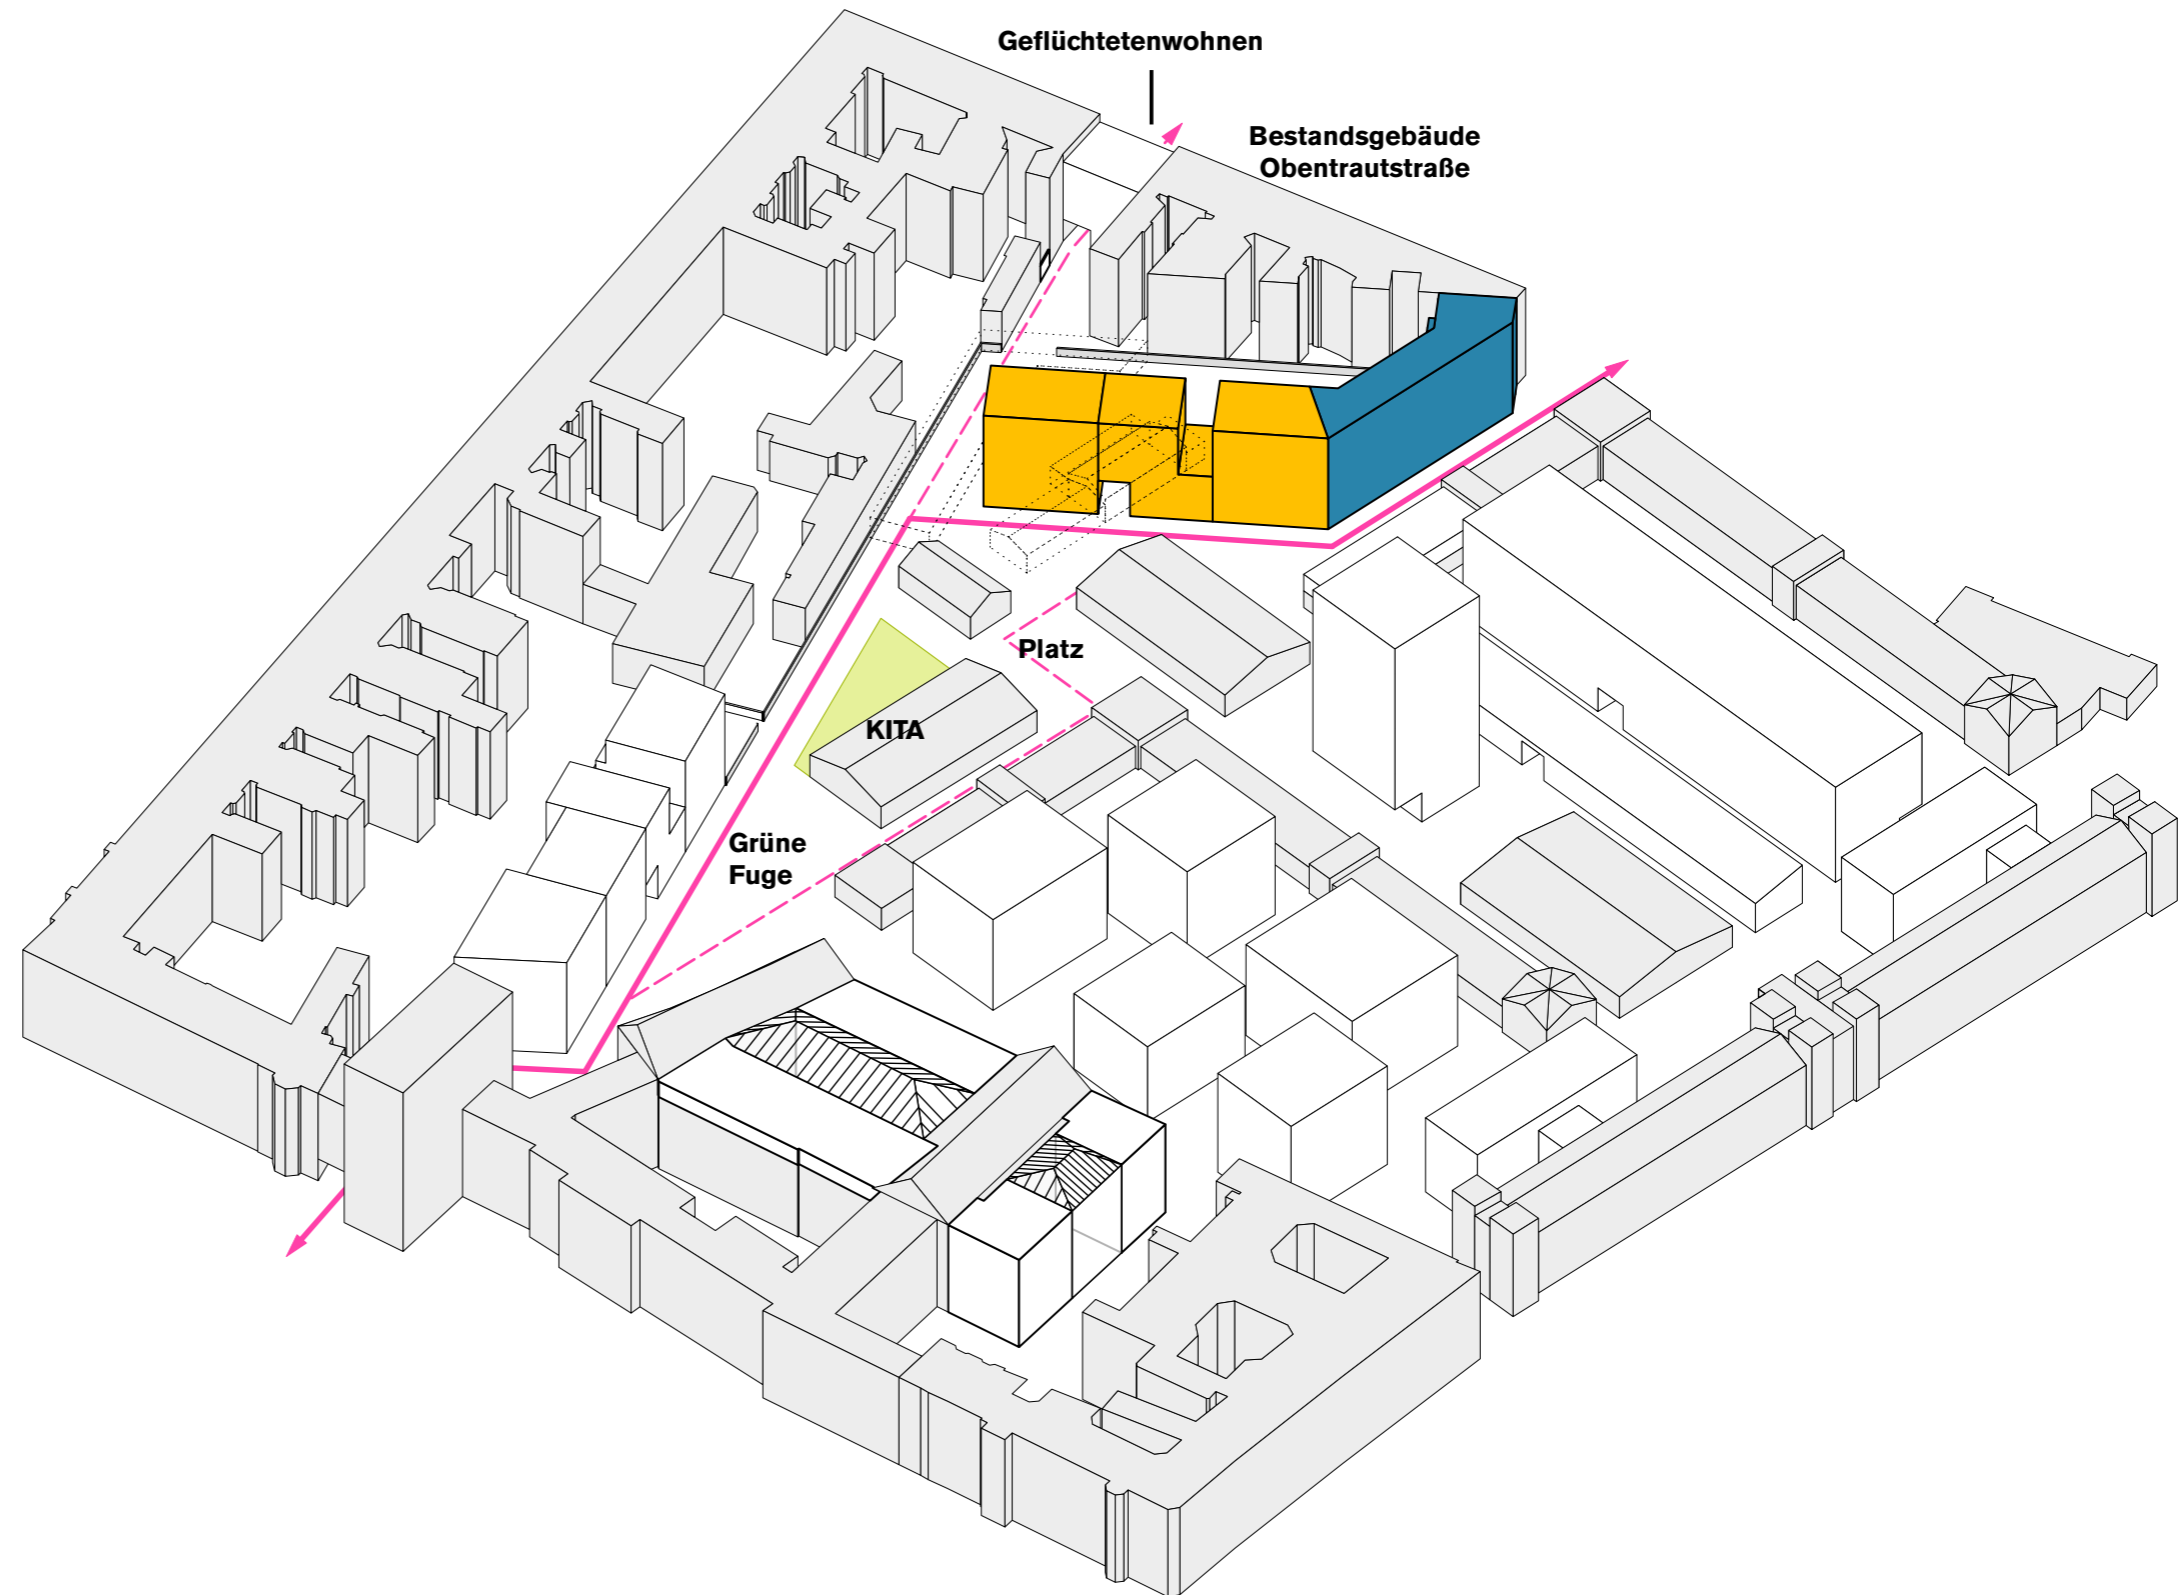 Geflüchtetenwohnen
Bestandsgebäude
Obentrautstraße
Platz
KITA
Grüne
Fuge